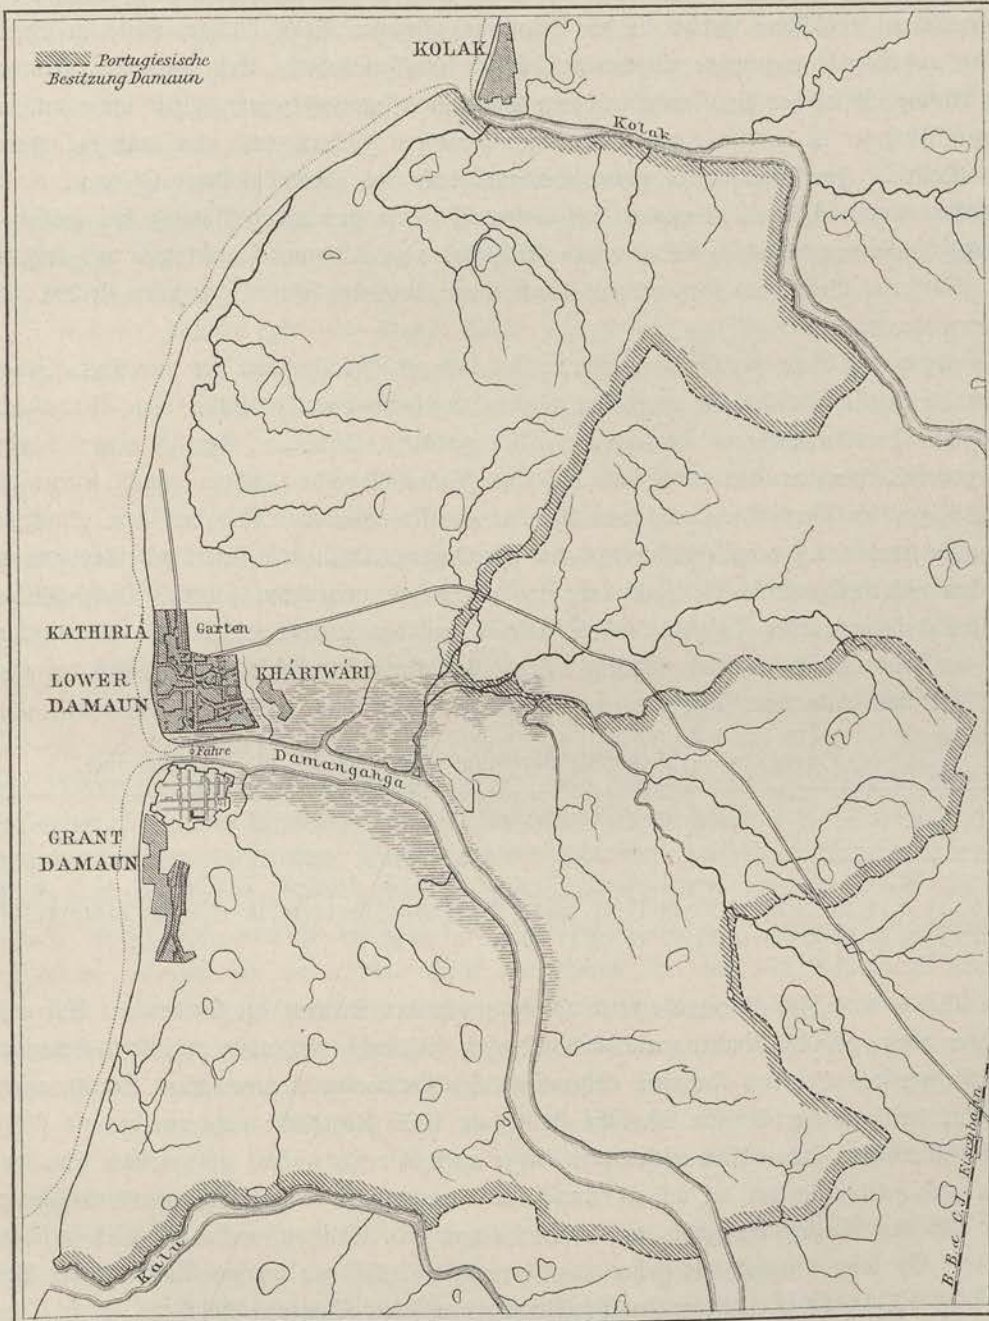 KOLAK
Portugiesische
Besitzung Damaun
Kolak
KATHIRIA
Garten
LOWER
DAMAUN
KHÁRIWÁRI
Fähre
Damanganga
GRANT
DAMAUN
Kalu
B. B. & C. I. Eisenbahn